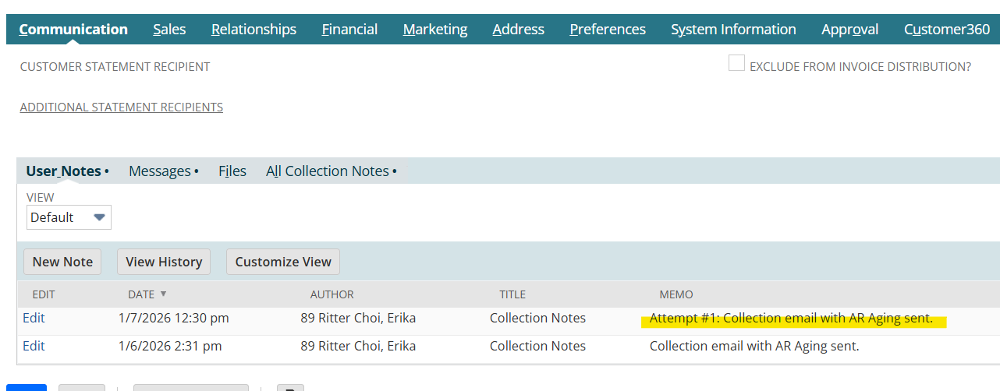 Communication Sales Relationships Financial Marketing Address Preferences System Information Approval Customer360
CUSTOMER STATEMENT RECIPIENT EXCLUDE FROM INVOICE DISTRIBUTION?
ADDITIONAL STATEMENT RECIPIENTS
User Notes • Messages • Files All Collection Notes •
VIEW
Default
New Note View History Customize View
EDIT DATE ▼ AUTHOR TITLE MEMO
Edit 1/7/2026 12:30 pm 89 Ritter Choi, Erika Collection Notes Attempt #1: Collection email with AR Aging sent.
Edit 1/6/2026 2:31 pm 89 Ritter Choi, Erika Collection Notes Collection email with AR Aging sent.